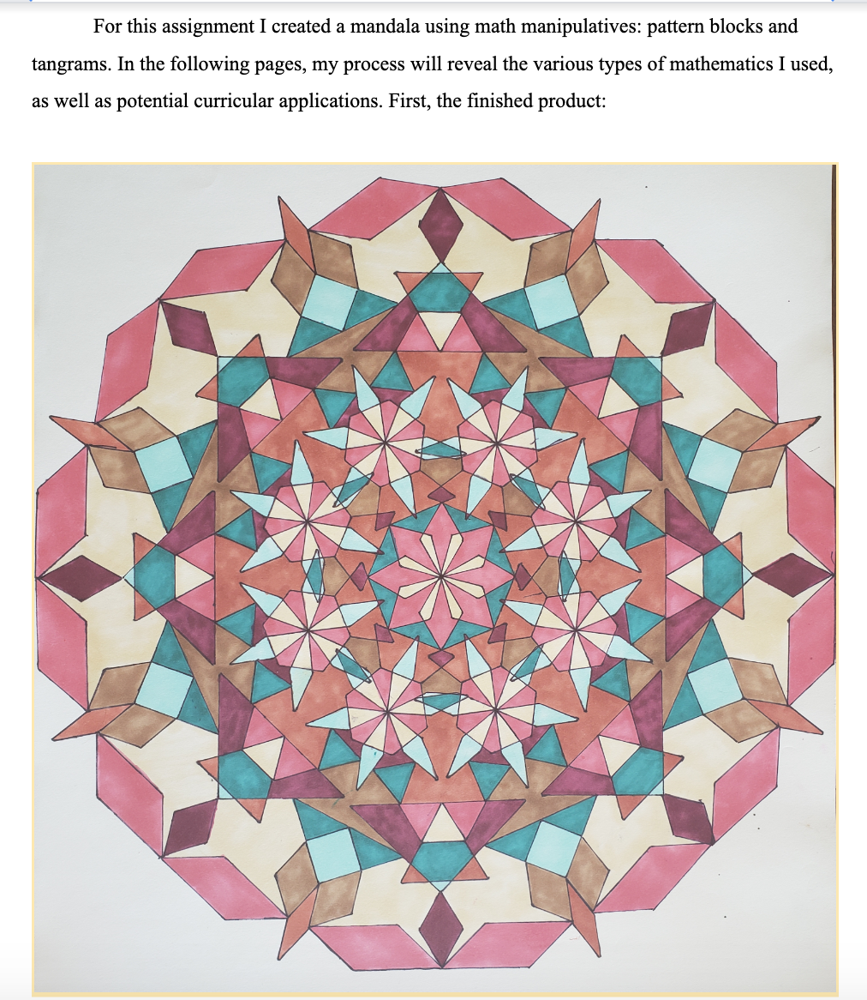 For this assignment I created a mandala using math manipulatives: pattern blocks and
tangrams. In the following pages, my process will reveal the various types of mathematics I used,
as well as potential curricular applications. First, the finished product: